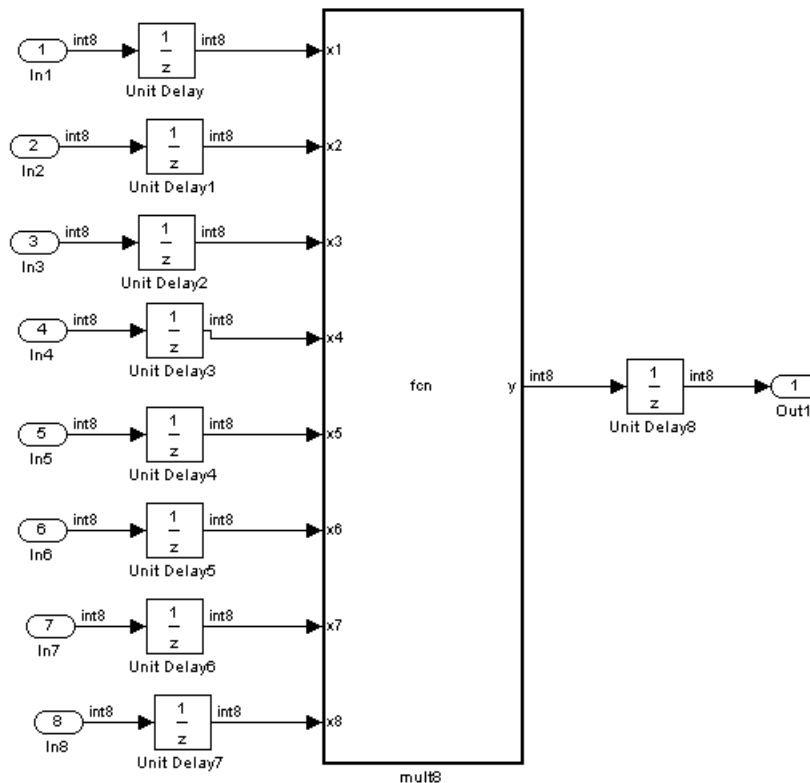 1
In1
int8
1
z
Unit Delay
int8
x1
2
In2
int8
1
z
Unit Delay1
int8
x2
3
In3
int8
1
z
Unit Delay2
int8
x3
4
In4
int8
1
z
Unit Delay3
int8
x4
5
In5
int8
1
z
Unit Delay4
int8
x5
6
In6
int8
1
z
Unit Delay5
int8
x6
7
In7
int8
1
z
Unit Delay6
int8
x7
8
In8
int8
1
z
Unit Delay7
int8
x8
fcn
y
mult8
int8
1
z
Unit Delay8
int8
1
Out1